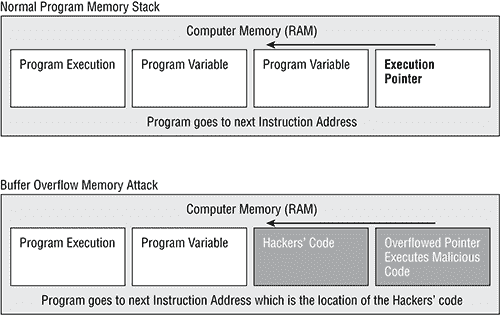 Normal Program Memory Stack
Computer Memory (RAM)
Program Execution
Program Variable
Program Variable
Execution
Pointer
Program goes to next Instruction Address
Buffer Overflow Memory Attack
Computer Memory (RAM)
Program Execution
Program Variable
Hackers' Code
Overflowed Pointer
Executes Malicious
Code
Program goes to next Instruction Address which is the location of the Hackers' code